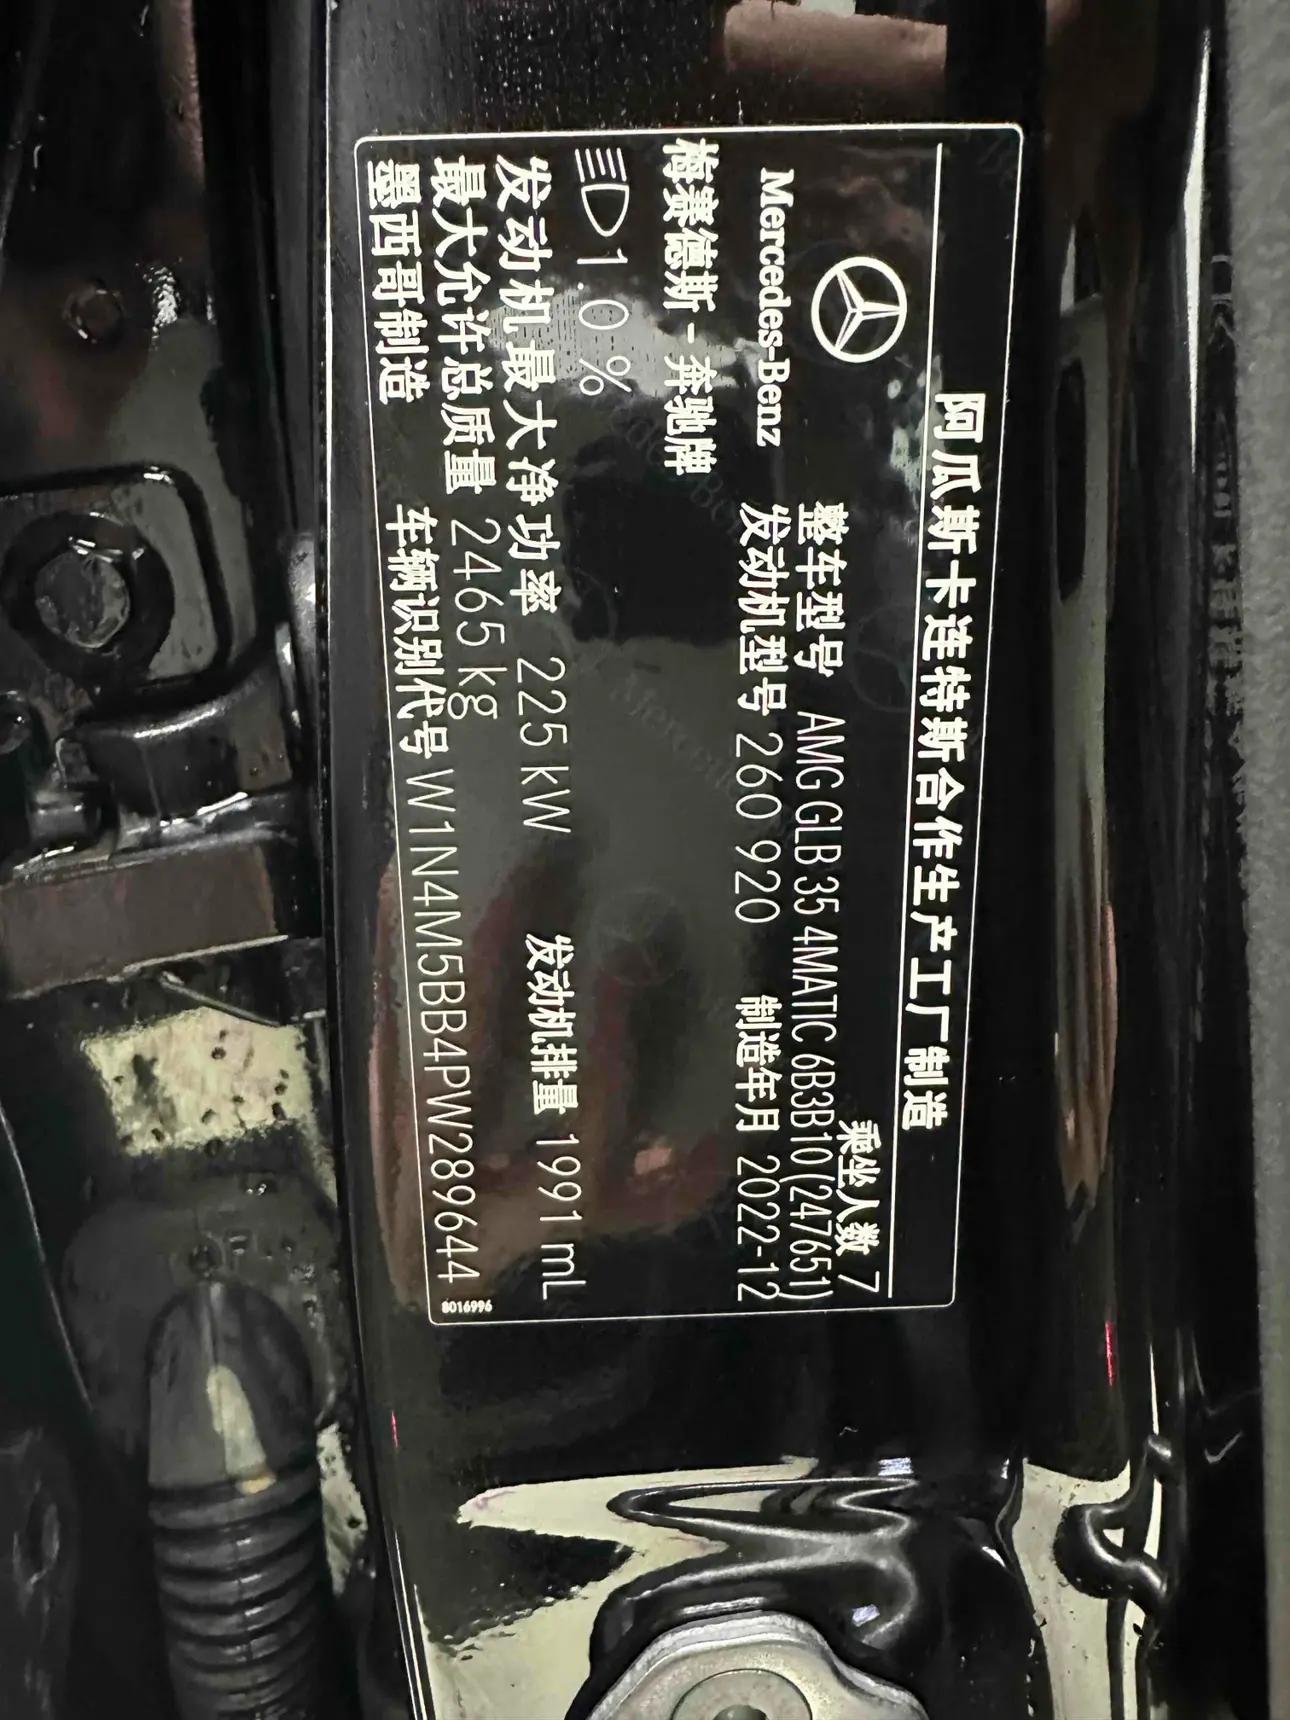 阿瓜斯卡连特斯合作生产工厂制造
乘坐人数 7
Mercedes-Benz
整车型号 AMG GLB 35 4MATIC 6B3B10(247651)
发动机型号 260 920 制造年月 2022-12
梅赛德斯-奔驰牌
1.0 %
发动机最大净功率 225 kW 发动机排量 1991 mL
最大允许总质量 2465 kg
墨西哥制造 车辆识别代号 W1N4M5BB4PW289644
8016996